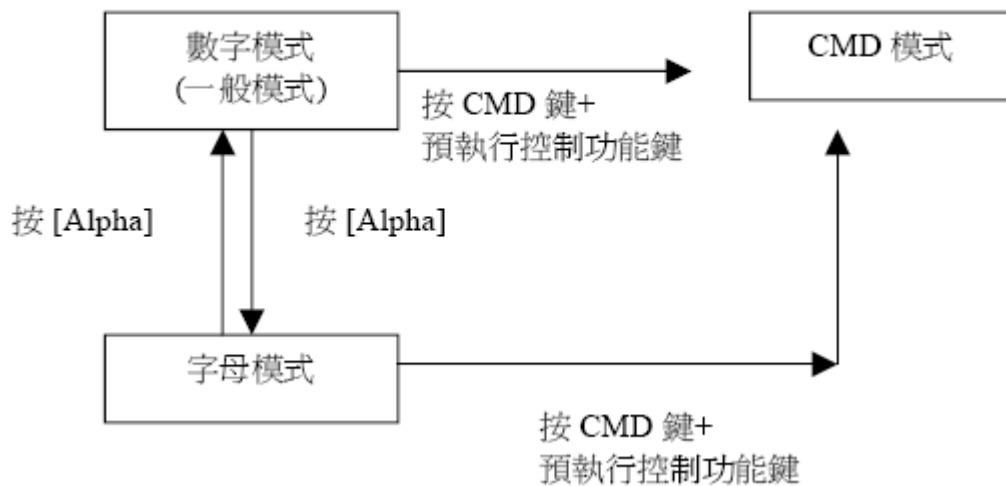 數字模式
(一般模式)
CMD 模式
按 CMD 鍵+
預執行控制功能鍵
按 [Alpha]
按 [Alpha]
字母模式
按 CMD 鍵+
預執行控制功能鍵